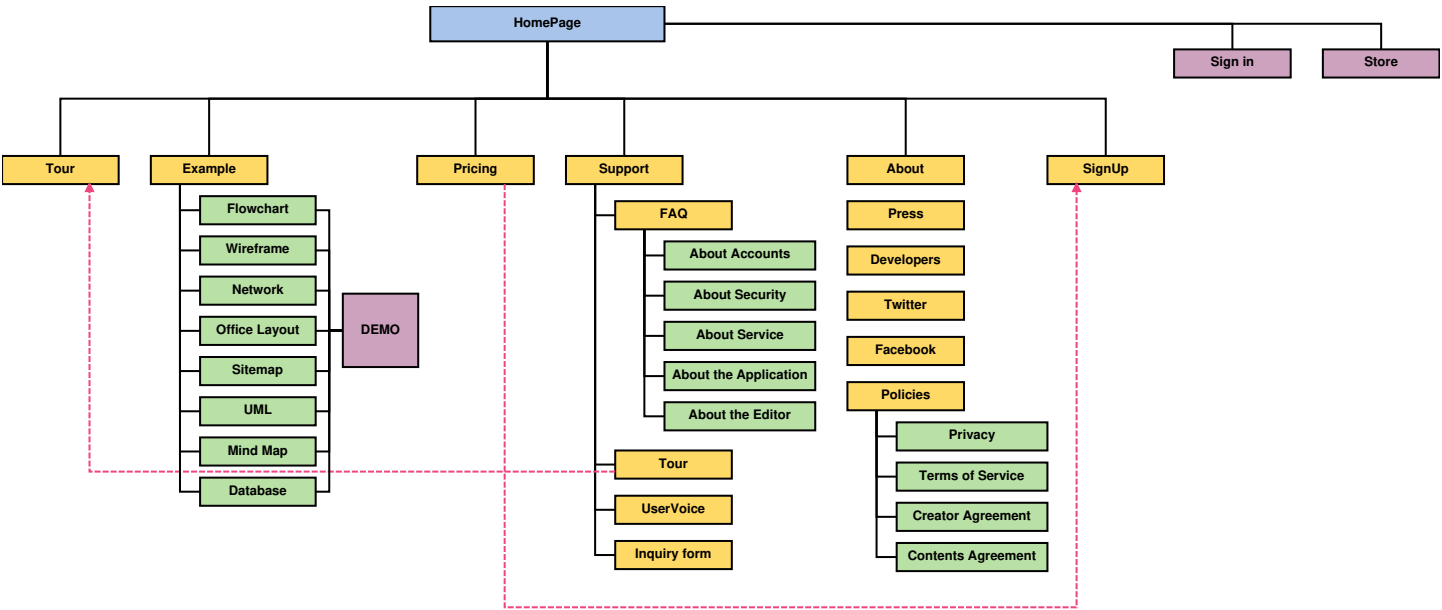 HomePage
Sign in
Store
Tour
Example
Pricing
Support
About
SignUp
Flowchart
Wireframe
Network
Office Layout
Sitemap
UML
Mind Map
Database
DEMO
FAQ
About Accounts
About Security
About Service
About the Application
About the Editor
Tour
UserVoice
Inquiry form
Press
Developers
Twitter
Facebook
Policies
Privacy
Terms of Service
Creator Agreement
Contents Agreement